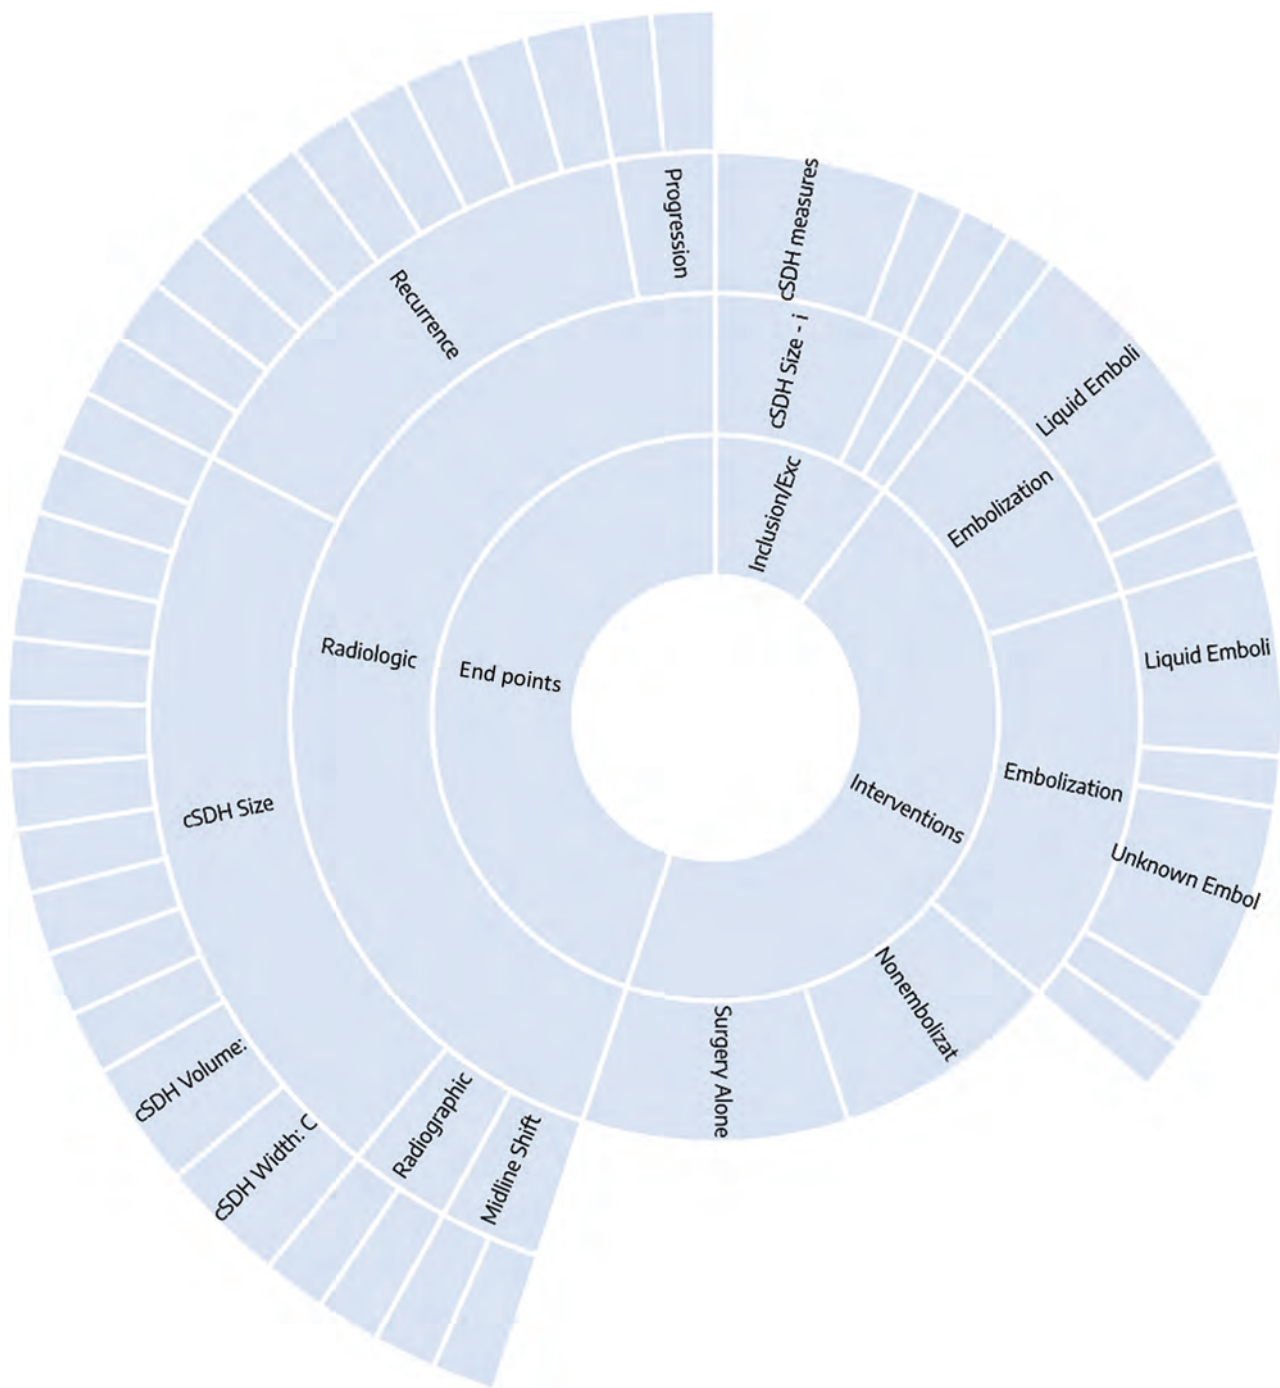 Progression
cSDH measures
Recurrence
cSDH Size - i
Liquid Emboli
Inclusion/Exc
Embolization
Radiologic
End points
Liquid Emboli
cSDH Size
Interventions
Embolization
Unknown Embol
Nonembolizat
Surgery Alone
cSDH Volume:
cSDH Width: C
Radiographic
Midline Shift